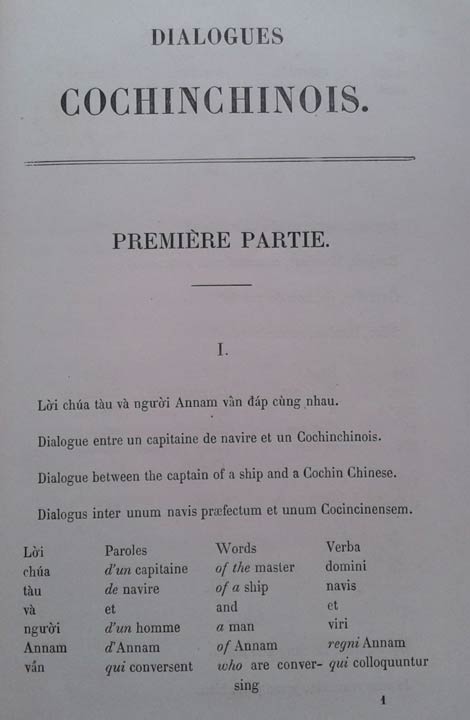 DIALOGUES
COCHINCHINOIS.
PREMIÈRE PARTIE.
I.
Lời chúa tàu và người Annam vấn đáp cùng nhau.
Dialogue entre un capitaine de navire et un Cochinchinois.
Dialogue between the captain of a ship and a Cochin Chinese.
Dialogus inter unum navis præfectum et unum Cocincinensem.
Lời Paroles Words Verba
chúa d'un capitaine of the master domini
tàu de navire of a ship navis
và et and et
người d'un homme a man viri
Annam d'Annam of Annam regni Annam
vấn qui conversent who are conver- qui colloquuntur
sing
1